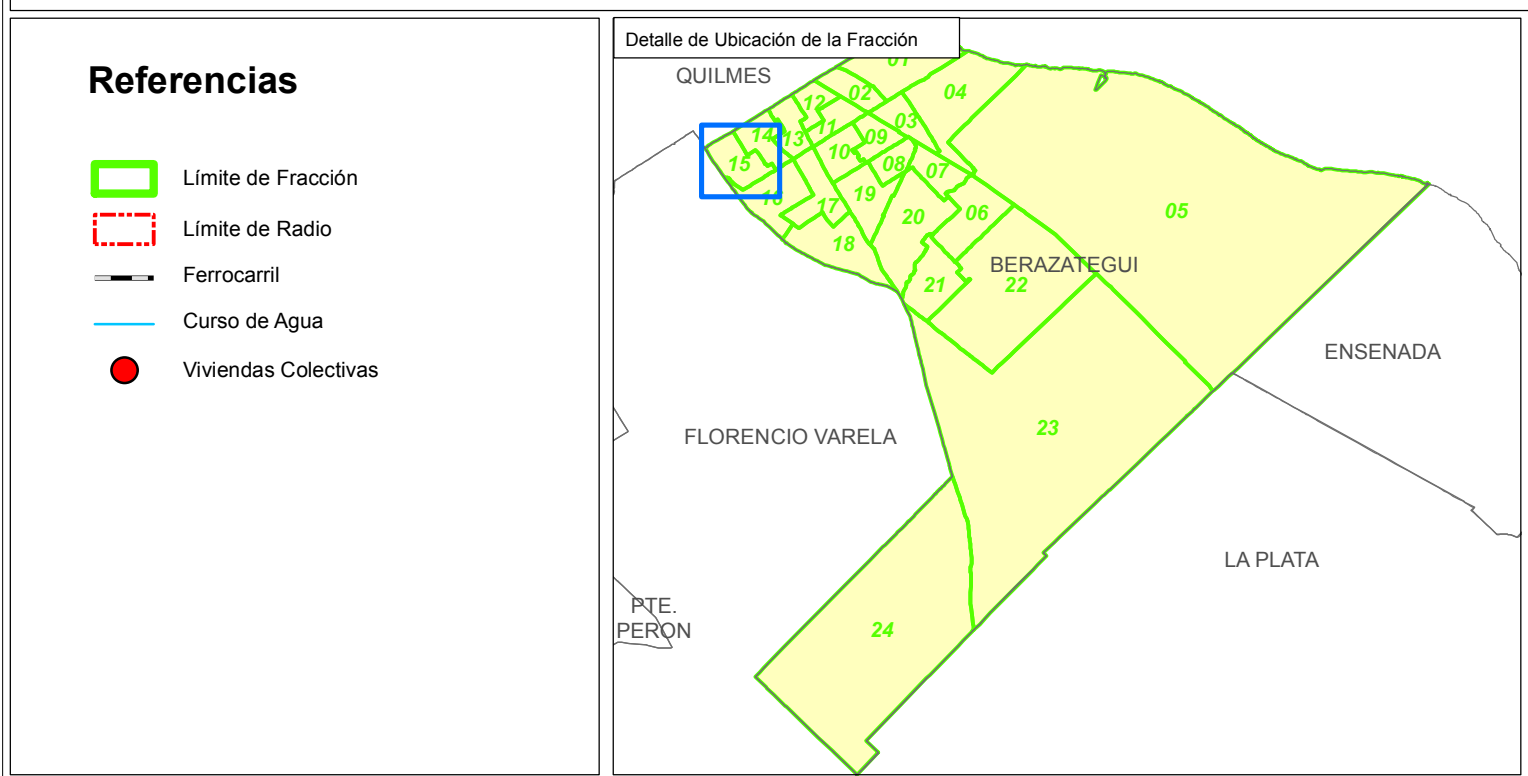 Referencias
Límite de Fracción
Límite de Radio
Ferrocarril
Curso de Agua
Viviendas Colectivas
Detalle de Ubicación de la Fracción
QUILMES
01
02
04
12
03
11
14
13
09
10
15
08
07
16
19
17
06
05
20
18
BERAZATEGUI
21
22
ENSENADA
23
FLORENCIO VARELA
LA PLATA
PTE.
PERON
24